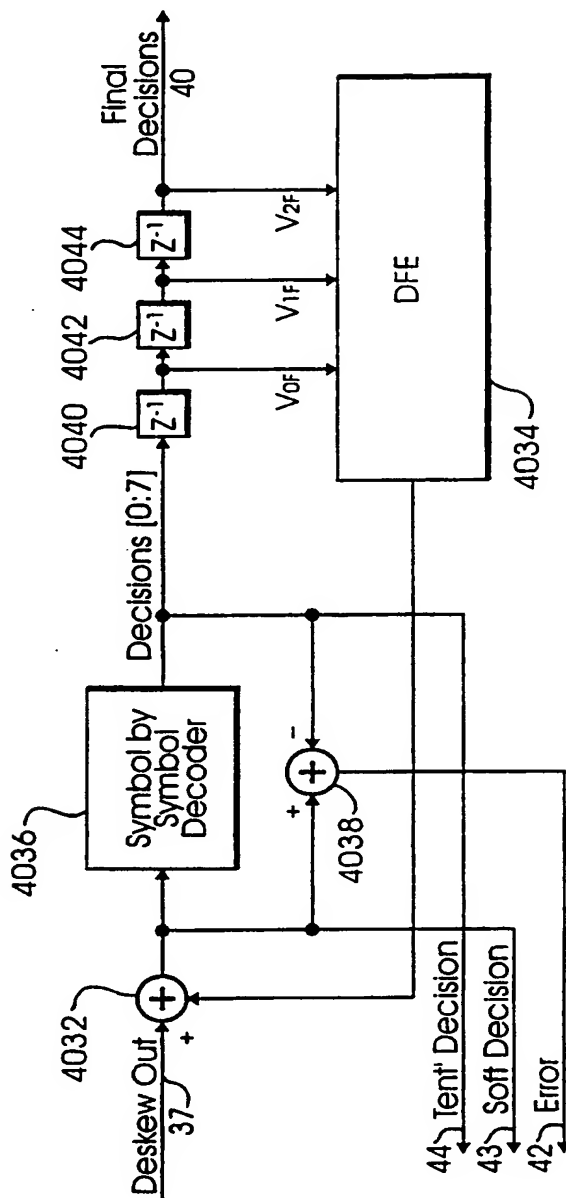 Deskew Out
37
+
4032
+
4036
Symbol by
Symbol
Decoder
Decisions [0:7]
4040
Z-1
4042
Z-1
4044
Z-1
Final
Decisions
40
V0F
V1F
V2F
DFE
4034
+
-
+
4038
44 Tent' Decision
43 Soft Decision
42 Error